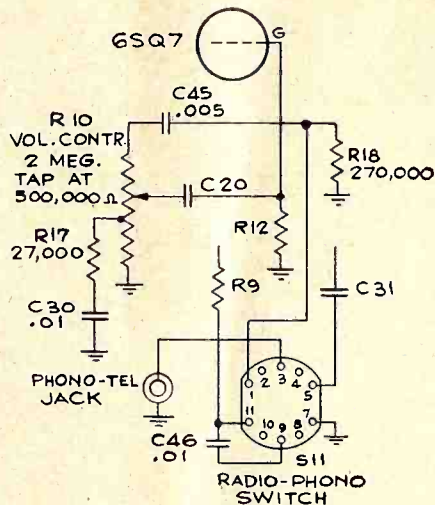 6SQ7
G
C45
.005
R10
VOL. CONTR.
2 MEG.
TAP AT
500,000 Ω
C20
R18
270,000
R17
27,000
R12
C30
.01
R9
C31
PHONO-TEL
JACK
2 3 4
1 5
11 7
10 9 8
C46
.01
S11
RADIO-PHONO
SWITCH